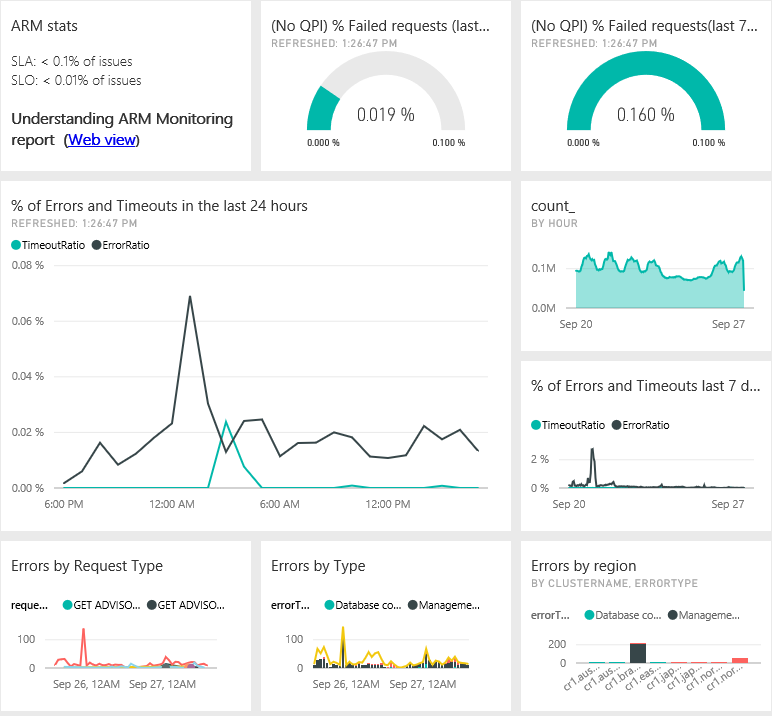 ARM stats
SLA: < 0.1% of issues
SLO: < 0.01% of issues
Understanding ARM Monitoring
report (Web view)
(No QPI) % Failed requests (last...
REFRESHED: 1:26:47 PM
0.019 %
0.000 %
0.100 %
(No QPI) % Failed requests(last 7...
REFRESHED: 1:26:47 PM
0.160 %
0.000 %
0.100 %
% of Errors and Timeouts in the last 24 hours
REFRESHED: 1:26:47 PM
TimeoutRatio ErrorRatio
0.08 %
0.06 %
0.04 %
0.02 %
0.00 %
6:00 PM 12:00 AM 6:00 AM 12:00 PM
count_
BY HOUR
0.1M
0.0M
Sep 20 Sep 27
% of Errors and Timeouts last 7 d...
TimeoutRatio ErrorRatio
2 %
0 %
Sep 20 Sep 27
Errors by Request Type
reque... GET ADVISO... GET ADVISO...
100
0
Sep 26, 12AM Sep 27, 12AM
Errors by Type
errorT... Database co... Manageme...
100
0
Sep 26, 12AM Sep 27, 12AM
Errors by region
BY CLUSTERNAME, ERRORTYPE
errorT... Database co... Manageme...
200
0
cr1.aus... cr1.aus... cr1.bra... cr1.eas... cr1.jap... cr1.jap... cr1.nor... cr1.nor...